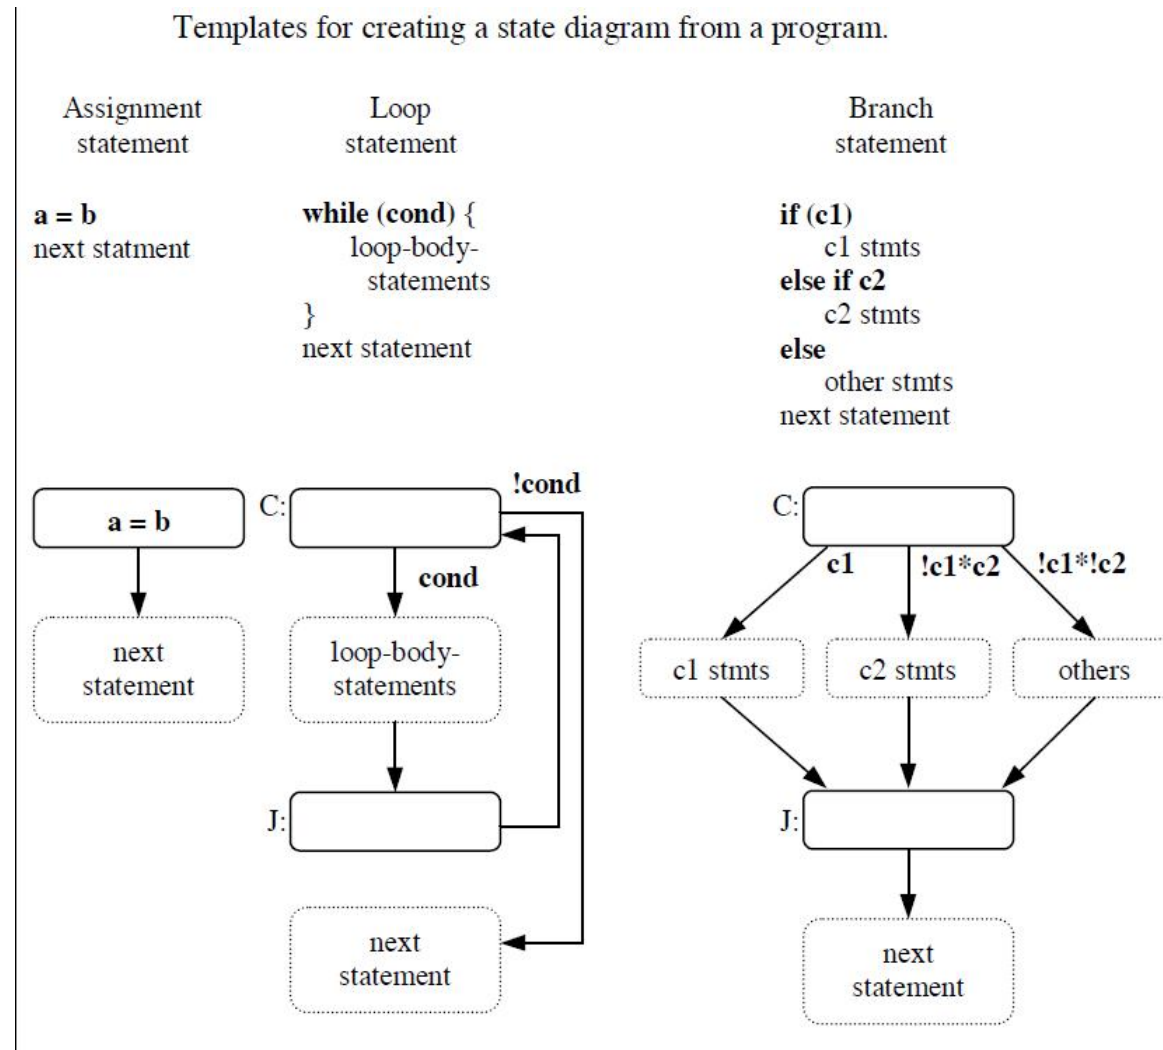 Templates for creating a state diagram from a program.
Assignment
statement
a = b
next statment
Loop
statement
while (cond) {
loop-body-
statements
}
next statement
Branch
statement
if (c1)
c1 stmts
else if c2
c2 stmts
else
other stmts
next statement
a = b
next
statement
C:
!cond
cond
loop-body-
statements
J:
next
statement
C:
c1
!c1*c2
!c1*!c2
c1 stmts
c2 stmts
others
J:
next
statement